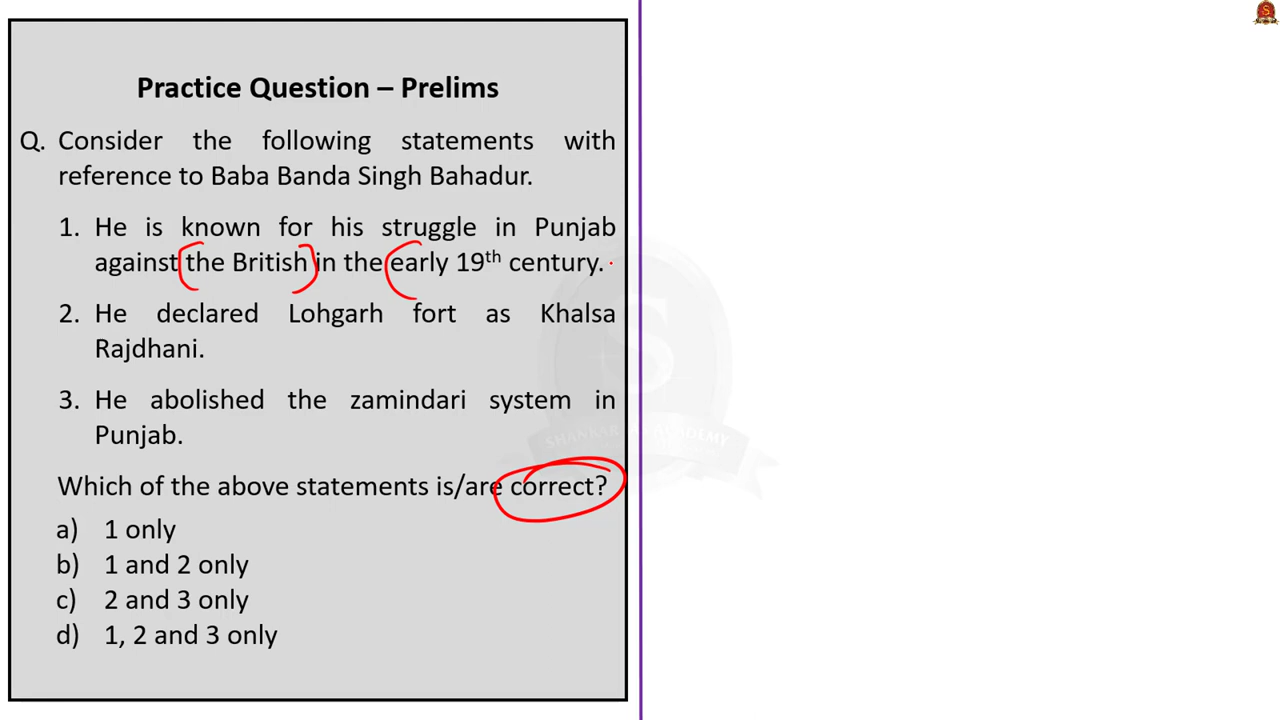 Practice Question – Prelims
Q. Consider the following statements with
reference to Baba Banda Singh Bahadur.
1. He is known for his struggle in Punjab
against the British in the early 19th century.
2. He declared Lohgarh fort as Khalsa
Rajdhani.
3. He abolished the zamindari system in
Punjab.
Which of the above statements is/are correct?
a) 1 only
b) 1 and 2 only
c) 2 and 3 only
d) 1, 2 and 3 only
S